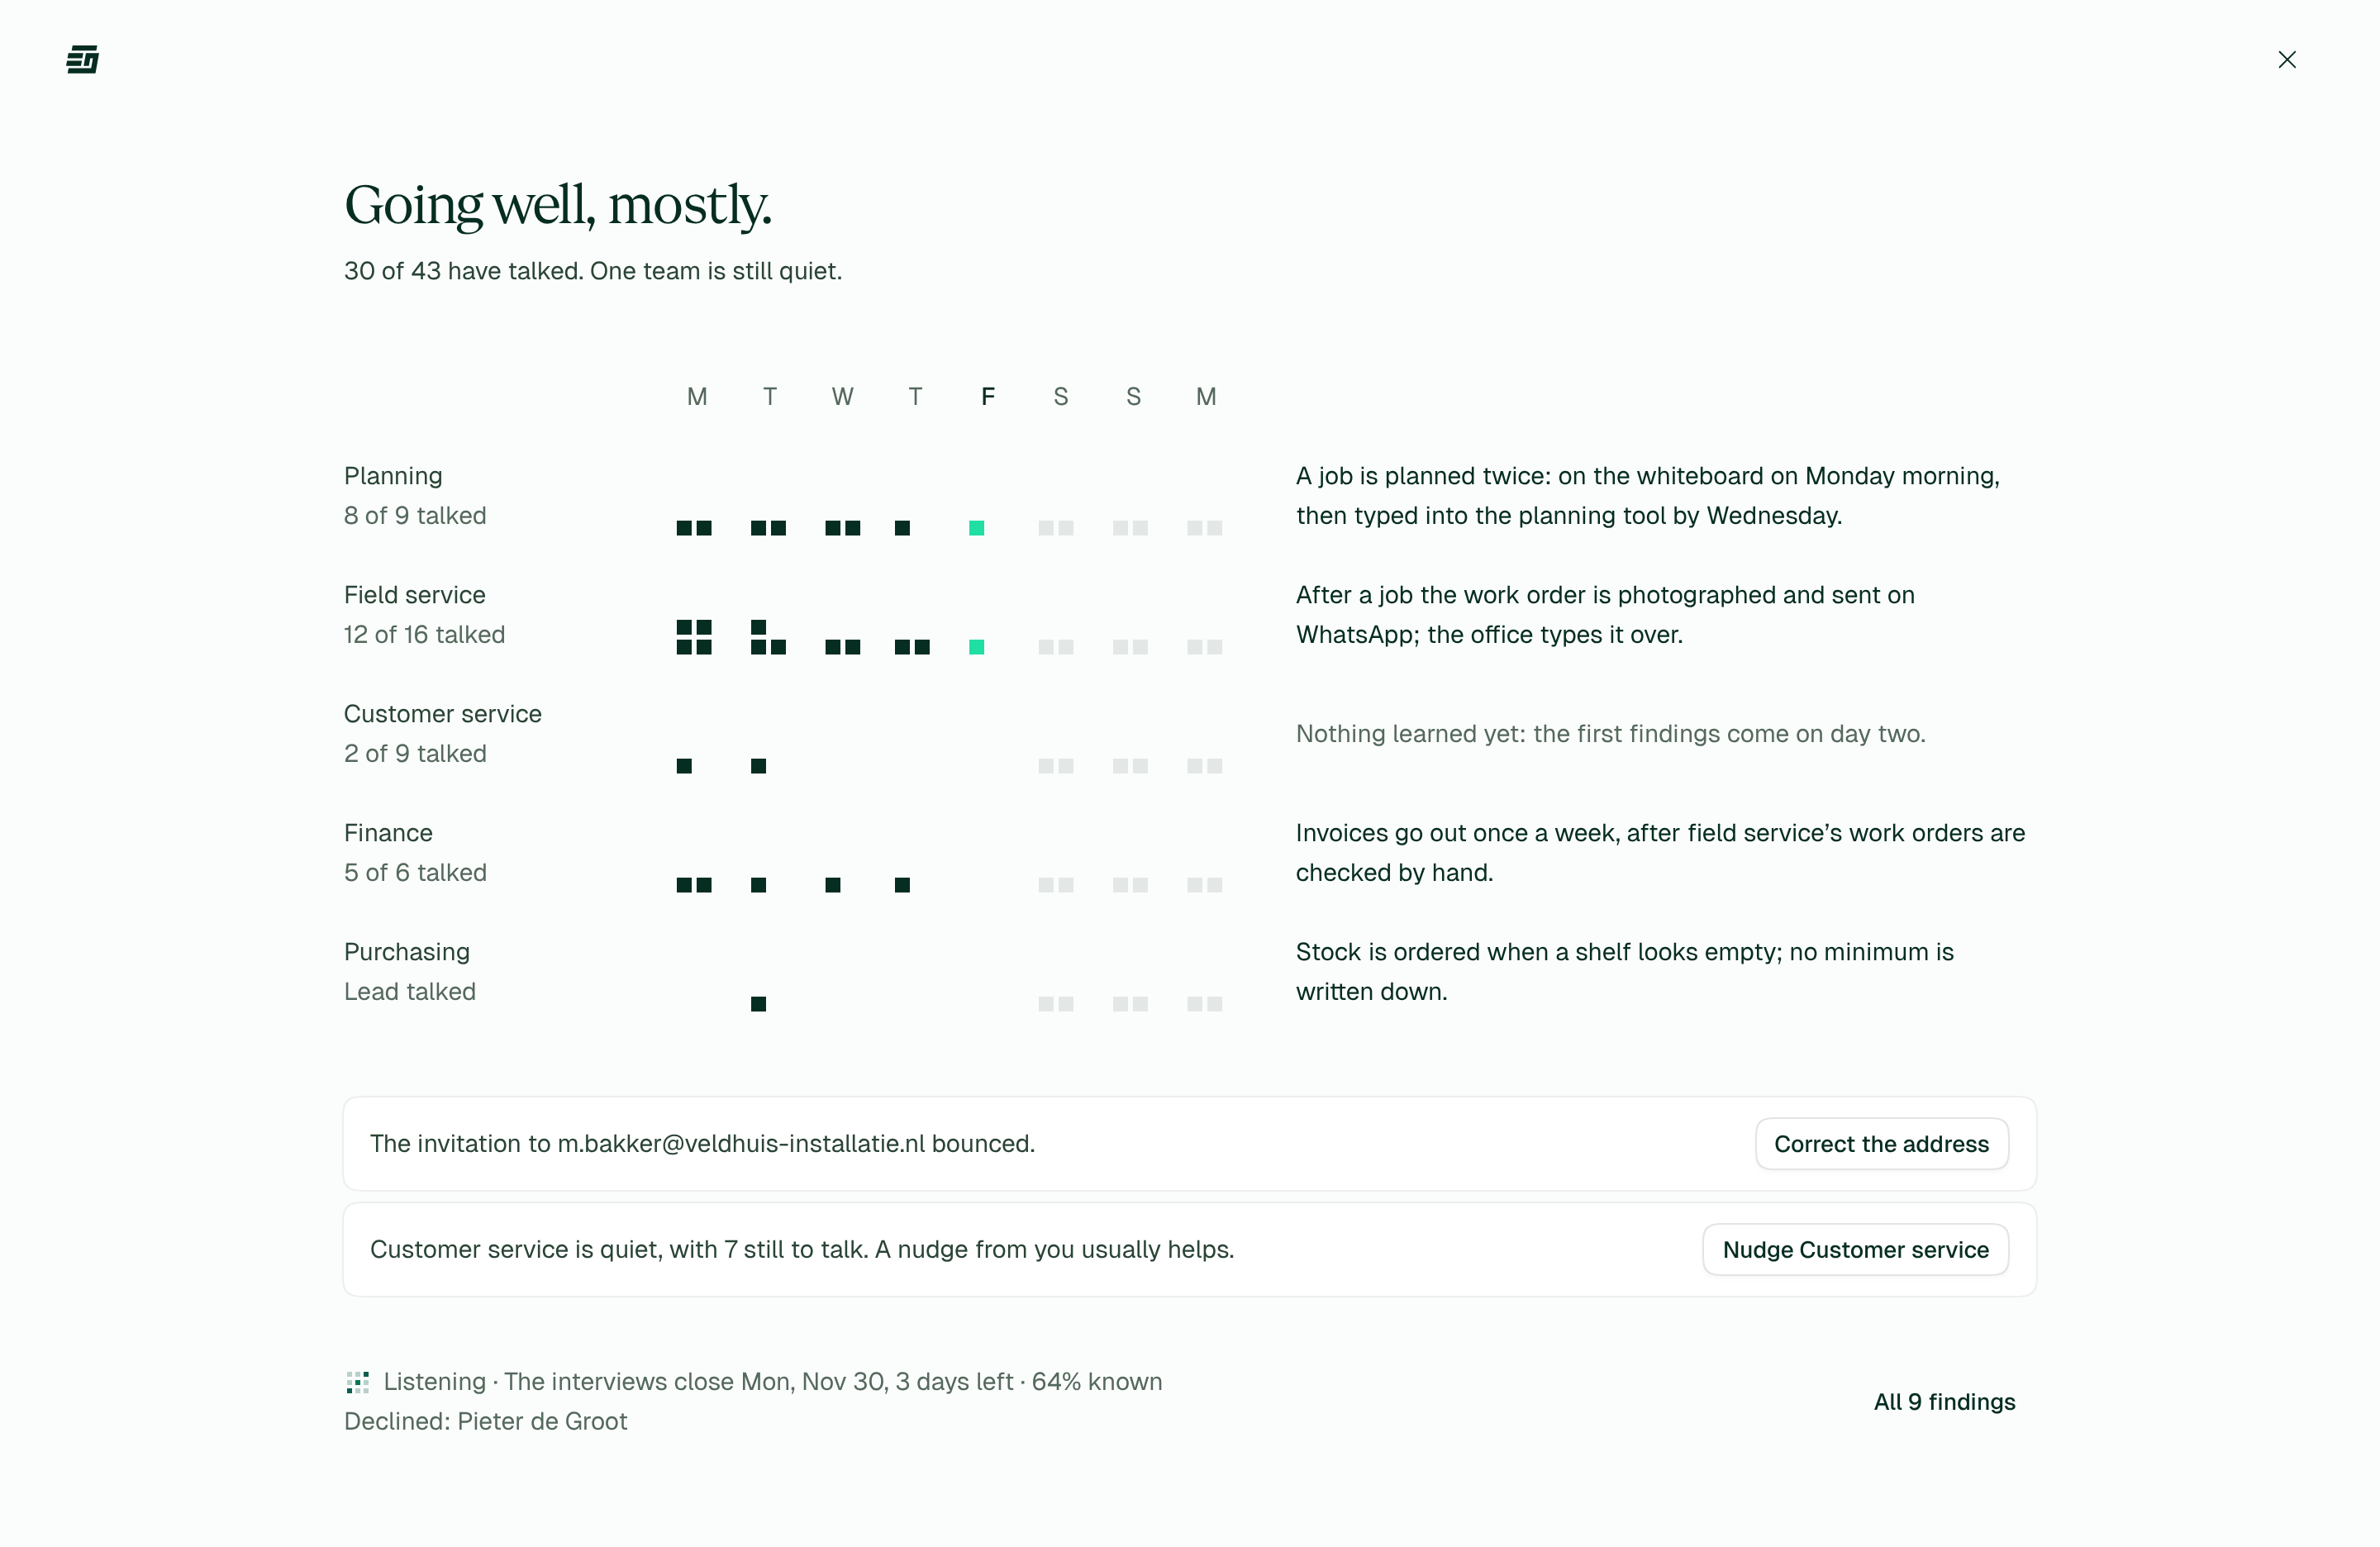 Going well, mostly.
30 of 43 have talked. One team is still quiet.
M T W T F S S M
Planning
8 of 9 talked
A job is planned twice: on the whiteboard on Monday morning,
then typed into the planning tool by Wednesday.
Field service
12 of 16 talked
After a job the work order is photographed and sent on
WhatsApp; the office types it over.
Customer service
2 of 9 talked
Nothing learned yet: the first findings come on day two.
Finance
5 of 6 talked
Invoices go out once a week, after field service’s work orders are
checked by hand.
Purchasing
Lead talked
Stock is ordered when a shelf looks empty; no minimum is
written down.
The invitation to m.bakker@veldhuis-installatie.nl bounced.
Correct the address
Customer service is quiet, with 7 still to talk. A nudge from you usually helps.
Nudge Customer service
Listening · The interviews close Mon, Nov 30, 3 days left · 64% known
Declined: Pieter de Groot
All 9 findings